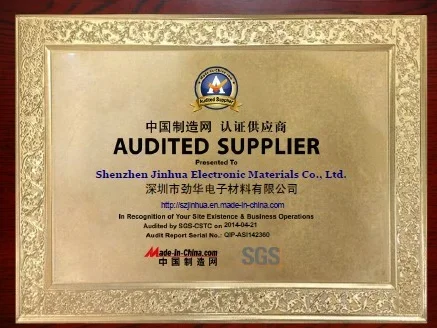 Audited Supplier
中国制造网 认证供应商
AUDITED SUPPLIER
Presented To
Shenzhen Jinhua Electronic Materials Co., Ltd.
深圳市劲华电子材料有限公司
http://szjinhua.en.made-in-china.com/
In Recognition of Your Site Existence & Business Operations
Audited by SGS-CSTC on 2014-04-21
Audit Report Serial No.: QIP-ASI142360
Made-in-China.com
中国制造网
SGS